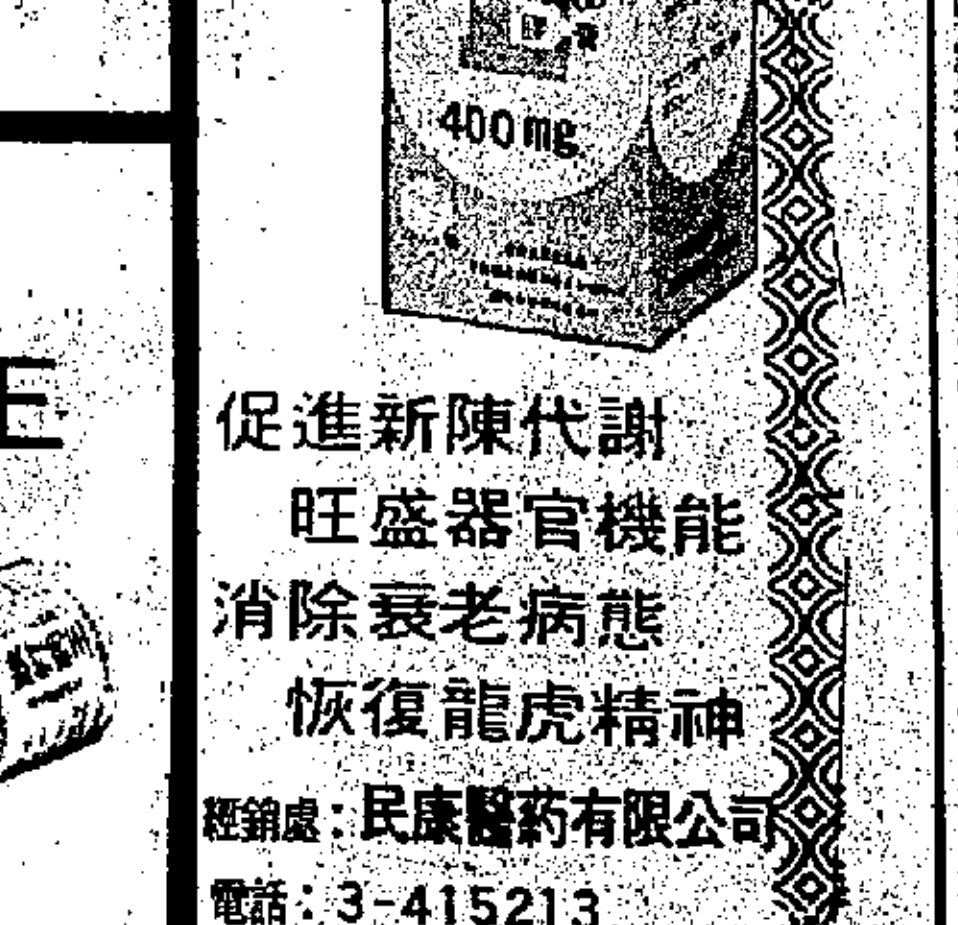 400mg
促進新陳代謝
旺盛器官機能
消除衰老病態
恢復龍虎精神
經銷處：民康醫葯有限公司
電話：3-415213